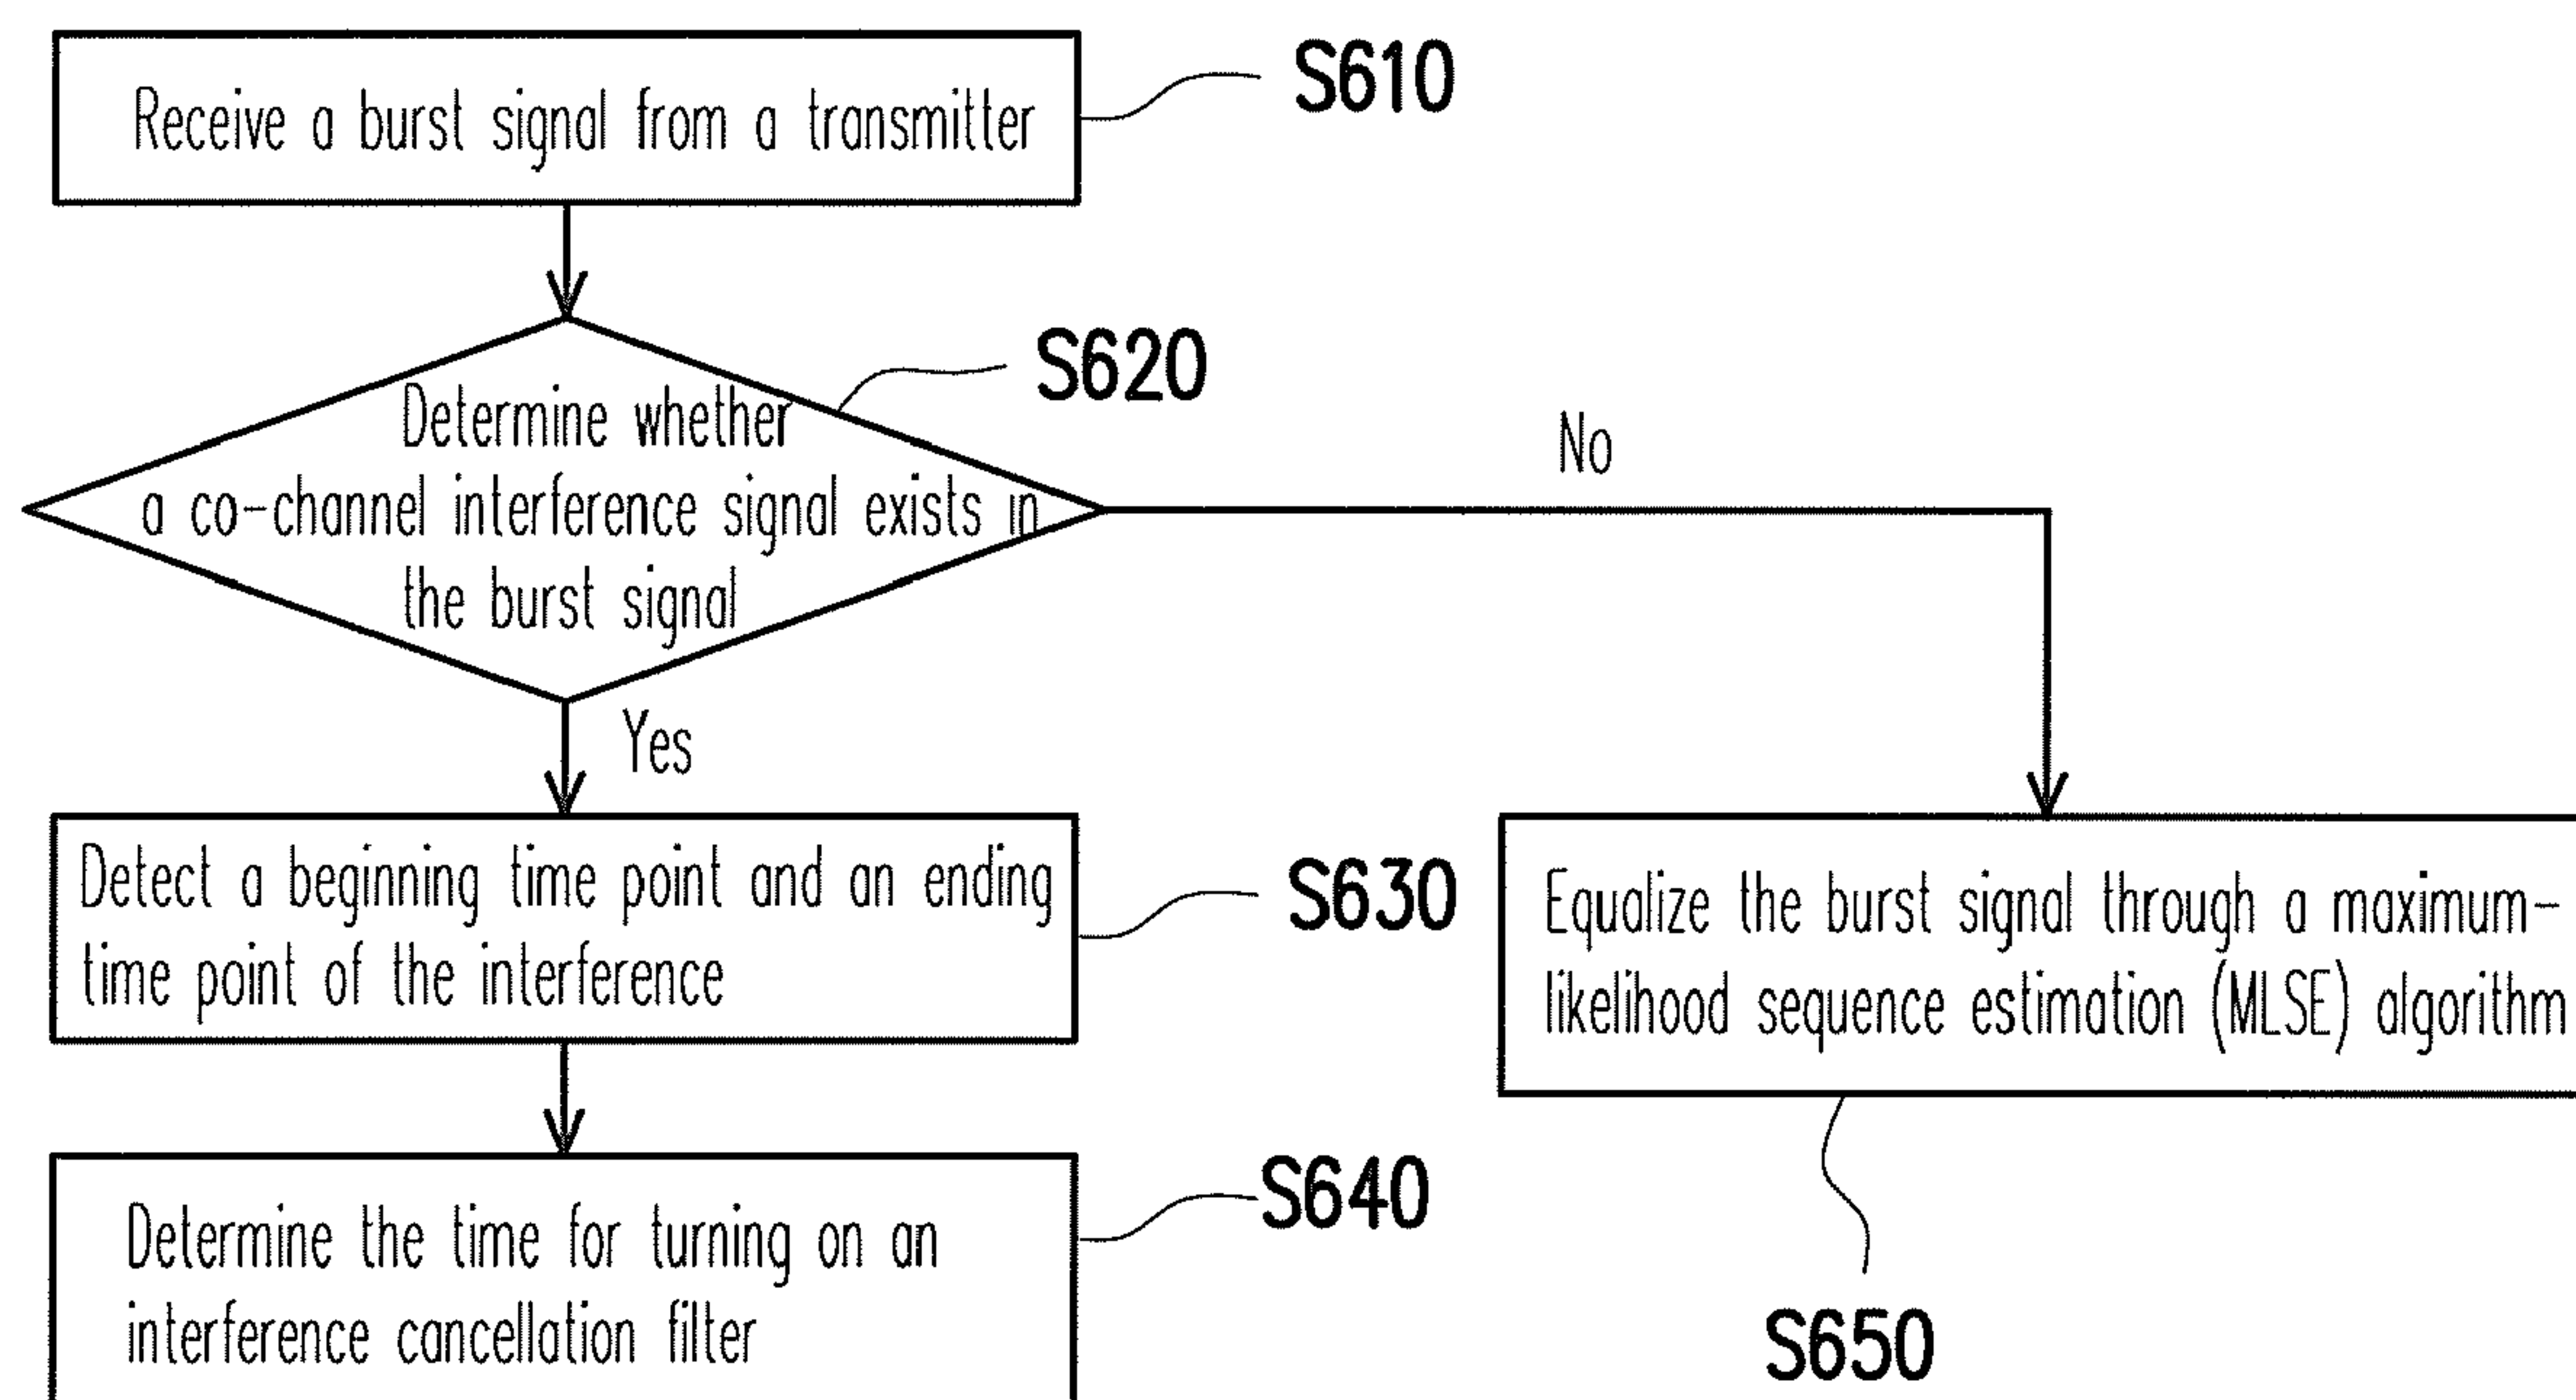 Receive a burst signal from a transmitter
S610
Determine whether
a co-channel interference signal exists in
the burst signal
S620
No
Yes
Detect a beginning time point and an ending
time point of the interference
S630
Equalize the burst signal through a maximum-
likelihood sequence estimation (MLSE) algorithm
Determine the time for turning on an
interference cancellation filter
S640
S650